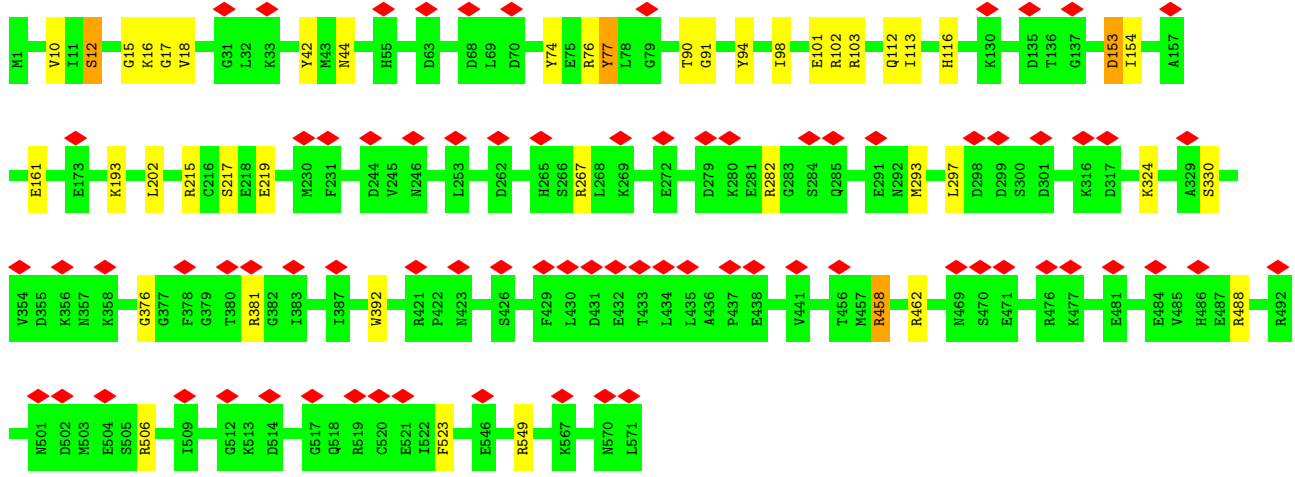 M1 V10 I11 S12 G15 K16 G17 V18 G31 L32 K33 Y42 M43 N44 H55 D63 D68 L69 D70 Y74 E75 R76 Y77 L78 G79 T90 G91 Y94 I98 E101 R102 R103 Q112 I113 H116 K130 D135 T136 G137 D153 I154 A157
E161 E173 K193 L202 R215 C216 S217 E218 E219 M230 F231 D244 V245 N246 L253 D262 H265 S266 R267 L268 K269 E272 D279 K280 E281 R282 G283 S284 Q285 E291 N292 M293 L297 D298 D299 S300 D301 K316 D317 K324 A329 S330
V354 D355 K356 N357 K358 G376 G377 F378 G379 T380 R381 G382 I383 I387 W392 R421 P422 N423 S426 F429 L430 D431 E432 T433 L434 L435 A436 P437 E438 V441 T456 M457 R458 R462 N469 S470 E471 R476 K477 E481 E484 V485 H486 E487 R488 R492
N501 D502 M503 E504 S505 R506 I509 G512 K513 D514 G517 Q518 R519 C520 E521 I522 F523 E546 R549 K567 N570 L571